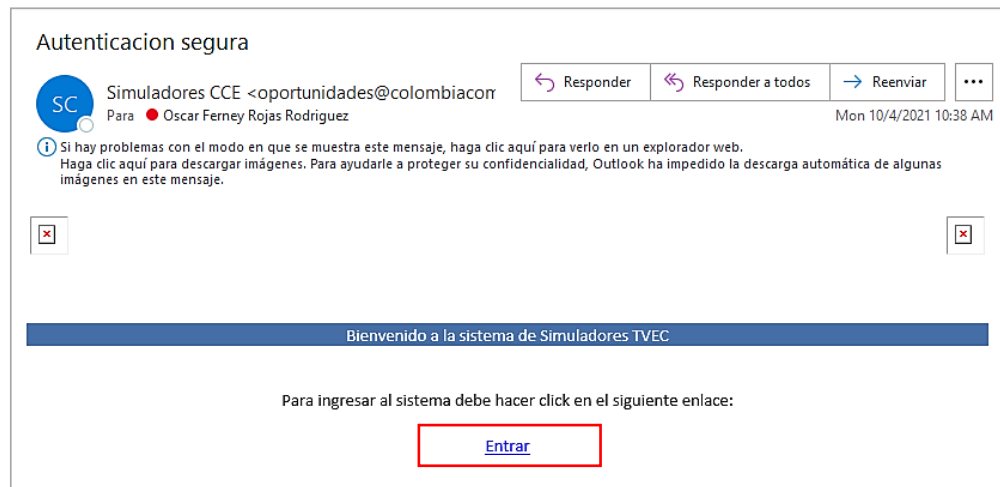 Autenticacion segura
Responder
Responder a todos
Reenviar
SC
Simuladores CCE <oportunidades@colombiacom
Para Oscar Ferney Rojas Rodriguez
Mon 10/4/2021 10:38 AM
Si hay problemas con el modo en que se muestra este mensaje, haga clic aquí para verlo en un explorador web.
Haga clic aquí para descargar imágenes. Para ayudarle a proteger su confidencialidad, Outlook ha impedido la descarga automática de algunas
imágenes en este mensaje.
Bienvenido a la sistema de Simuladores TVEC
Para ingresar al sistema debe hacer click en el siguiente enlace:
Entrar